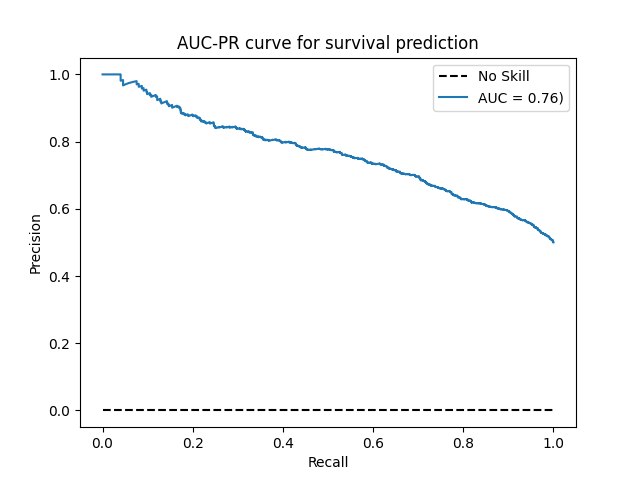 AUC-PR curve for survival prediction
No Skill
AUC = 0.76)
Precision
1.0
0.8
0.6
0.4
0.2
0.0
0.0 0.2 0.4 0.6 0.8 1.0
Recall